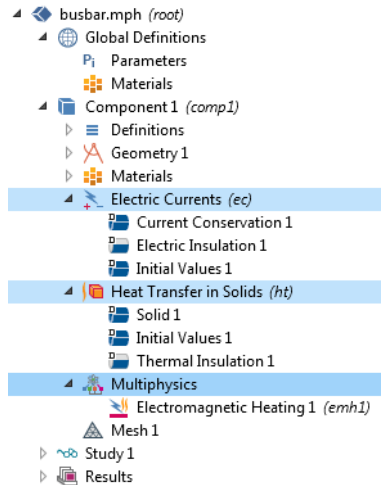 busbar.mph (root)
Global Definitions
Pi Parameters
Materials
Component 1 (comp1)
Definitions
Geometry 1
Materials
Electric Currents (ec)
Current Conservation 1
Electric Insulation 1
Initial Values 1
Heat Transfer in Solids (ht)
Solid 1
Initial Values 1
Thermal Insulation 1
Multiphysics
Electromagnetic Heating 1 (emh1)
Mesh 1
Study 1
Results